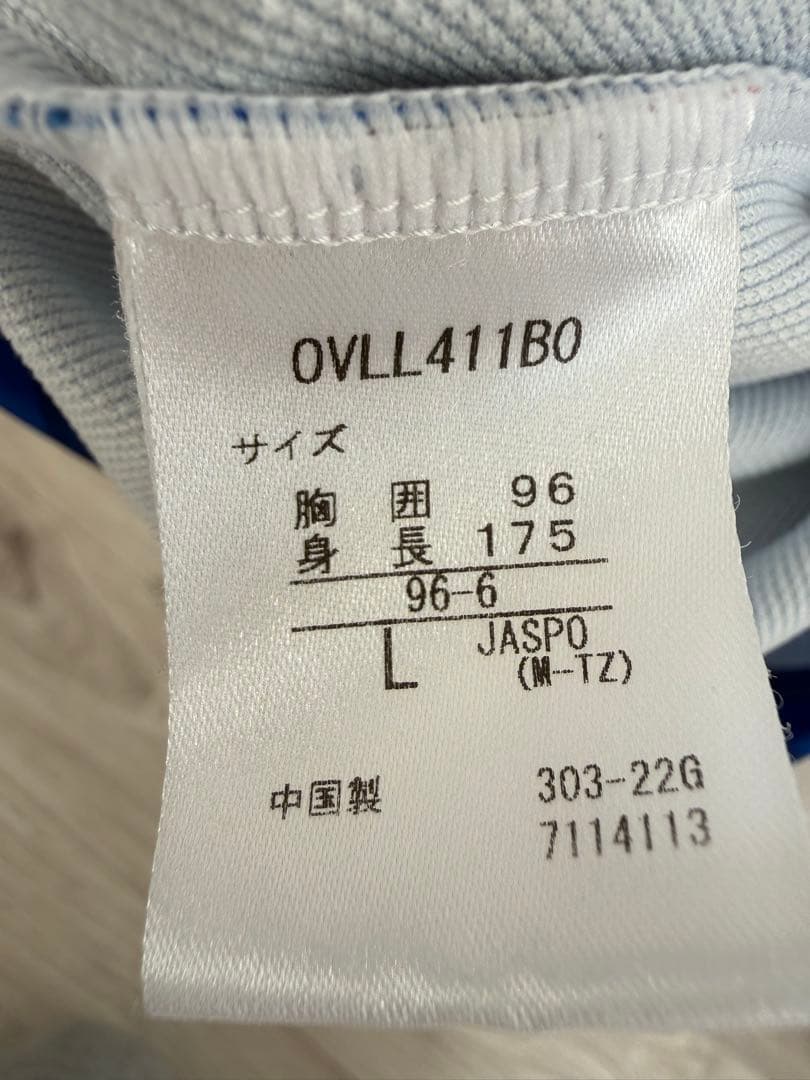 OVLL411B0
サイズ
胸 囲 96
身 長 175
96-6
L JASPO
(M-TZ)
中国製 303-22G
7114113